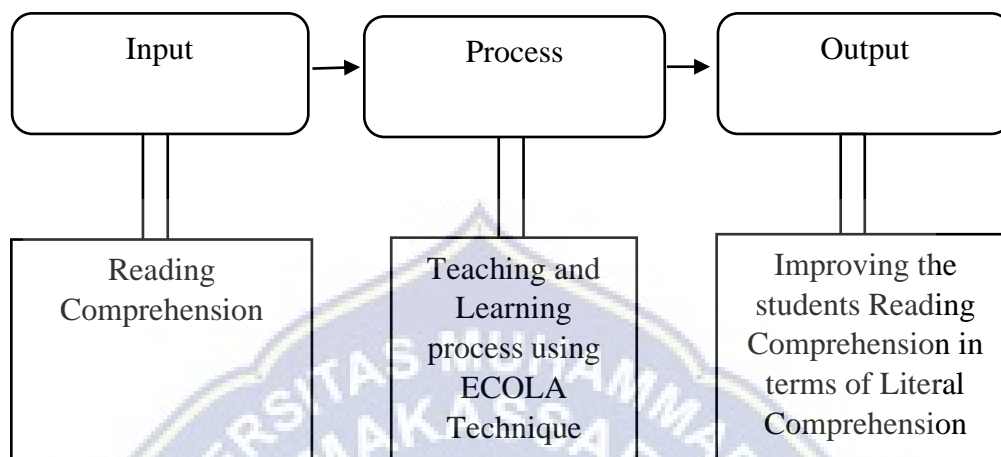 Input
Process
Output
Reading
Comprehension
Teaching and
Learning
process using
ECOLA
Technique
Improving the
students Reading
Comprehension in
terms of Literal
Comprehension